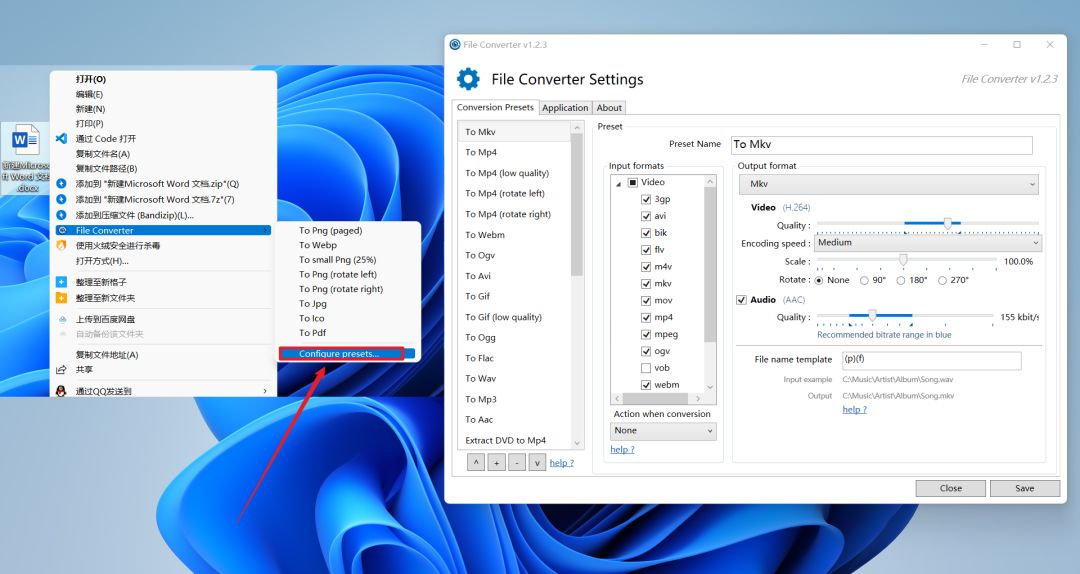 新建Microso
ft Word 文档
.docx
打开(O)
编辑(E)
新建(N)
打印(P)
通过 Code 打开
复制文件名(A)
复制文件路径(B)
添加到 "新建Microsoft Word 文档.zip"(Q)
添加到 "新建Microsoft Word 文档.7z"(7)
添加到压缩文件 (Bandizip)(L)...
File Converter
使用火绒安全进行杀毒
打开方式(H)...
整理至新格子
整理至新文件夹
上传到百度网盘
自动备份该文件夹
复制文件地址(A)
共享
通过QQ发送到
To Png (paged)
To Webp
To small Png (25%)
To Png (rotate left)
To Png (rotate right)
To Jpg
To Ico
To Pdf
Configure presets...
File Converter v1.2.3
File Converter Settings
File Converter v1.2.3
Conversion Presets
Application
About
To Mkv
To Mp4
To Mp4 (low quality)
To Mp4 (rotate left)
To Mp4 (rotate right)
To Webm
To Ogv
To Avi
To Gif
To Gif (low quality)
To Ogg
To Flac
To Wav
To Mp3
To Aac
Extract DVD to Mp4
^ + - v help ?
Preset
Preset Name To Mkv
Input formats
Video
3gp
avi
bik
flv
m4v
mkv
mov
mp4
mpeg
ogv
vob
webm
Action when conversion
None
help ?
Output format
Mkv
Video (H.264)
Quality :
Encoding speed : Medium
Scale : 100.0%
Rotate : None 90° 180° 270°
Audio (AAC)
Quality : 155 kbit/s
Recommended bitrate range in blue
File name template (p)(f)
Input example C:\Music\Artist\Album\Song.wav
Output C:\Music\Artist\Album\Song.mkv
help ?
Close
Save